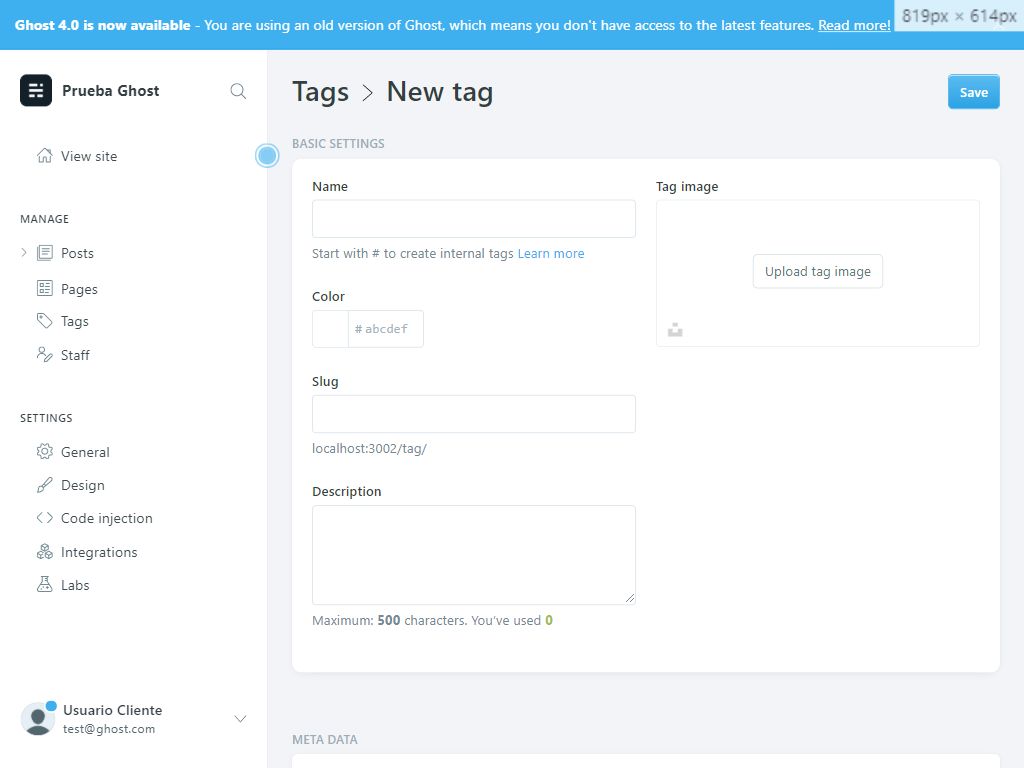 Ghost 4.0 is now available - You are using an old version of Ghost, which means you don't have access to the latest features. Read more!
819px × 614px
Prueba Ghost
Tags > New tag
Save
View site
BASIC SETTINGS
MANAGE
Posts
Pages
Tags
Staff
SETTINGS
General
Design
Code injection
Integrations
Labs
Usuario Cliente
test@ghost.com
Name
Start with # to create internal tags Learn more
Color
# abcdef
Slug
localhost:3002/tag/
Description
Maximum: 500 characters. You've used 0
Tag image
Upload tag image
META DATA